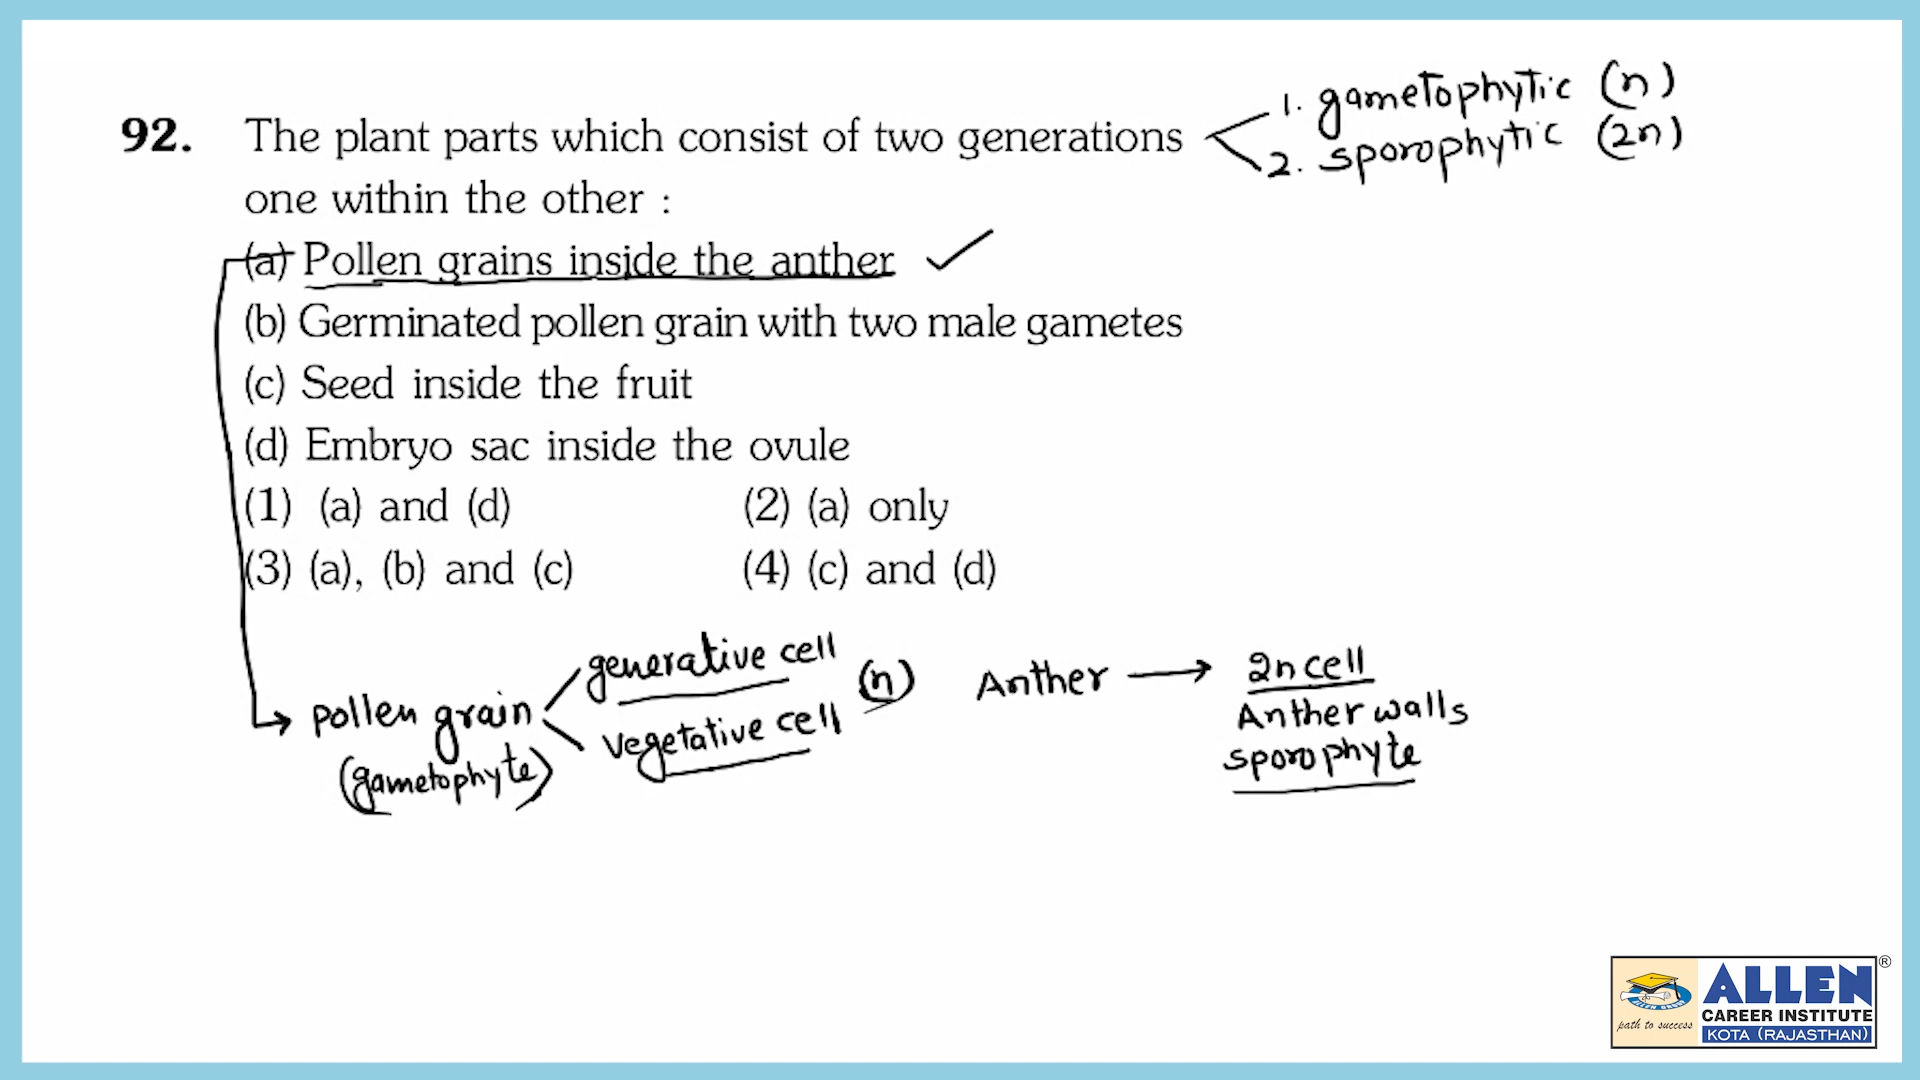 92. The plant parts which consist of two generations
one within the other :
1. gametophytic (n)
2. sporophytic (2n)
(a) Pollen grains inside the anther
(b) Germinated pollen grain with two male gametes
(c) Seed inside the fruit
(d) Embryo sac inside the ovule
(1) (a) and (d) (2) (a) only
(3) (a), (b) and (c) (4) (c) and (d)
pollen grain
(gametophyte)
generative cell
vegetative cell
(n)
Anther → 2n cell
Anther walls
sporophyte
ALLEN®
CAREER INSTITUTE
KOTA (RAJASTHAN)
path to success